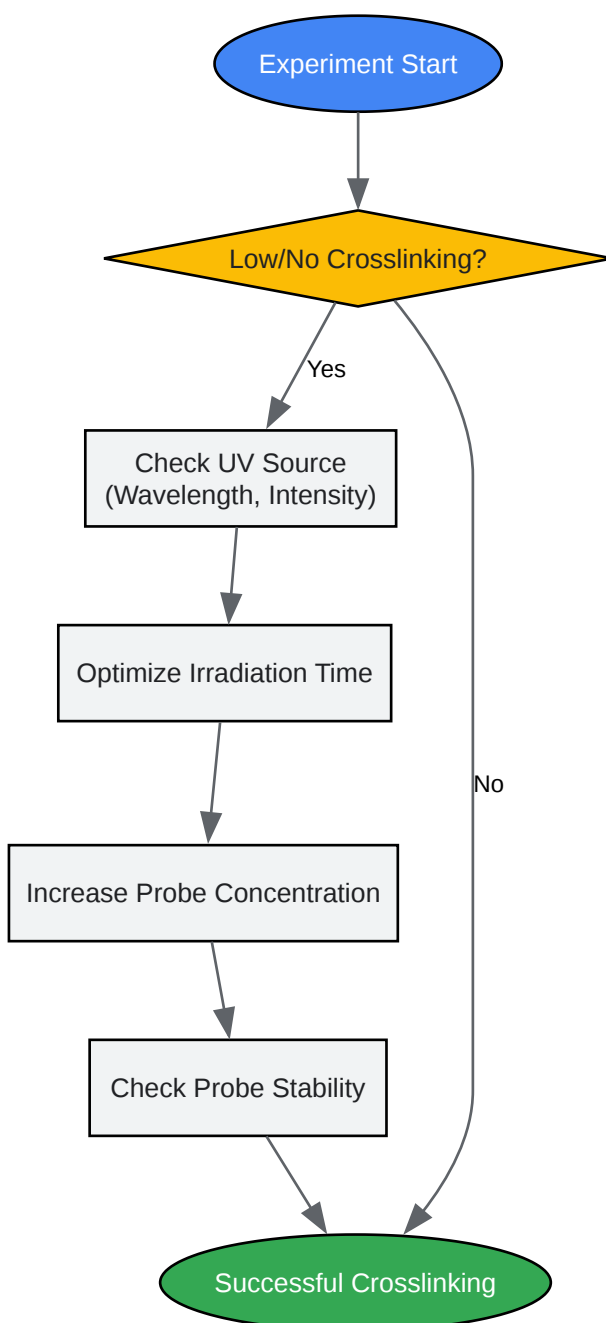 Experiment Start
Low/No Crosslinking?
Yes
Check UV Source
(Wavelength, Intensity)
Optimize Irradiation Time
No
Increase Probe Concentration
Check Probe Stability
Successful Crosslinking